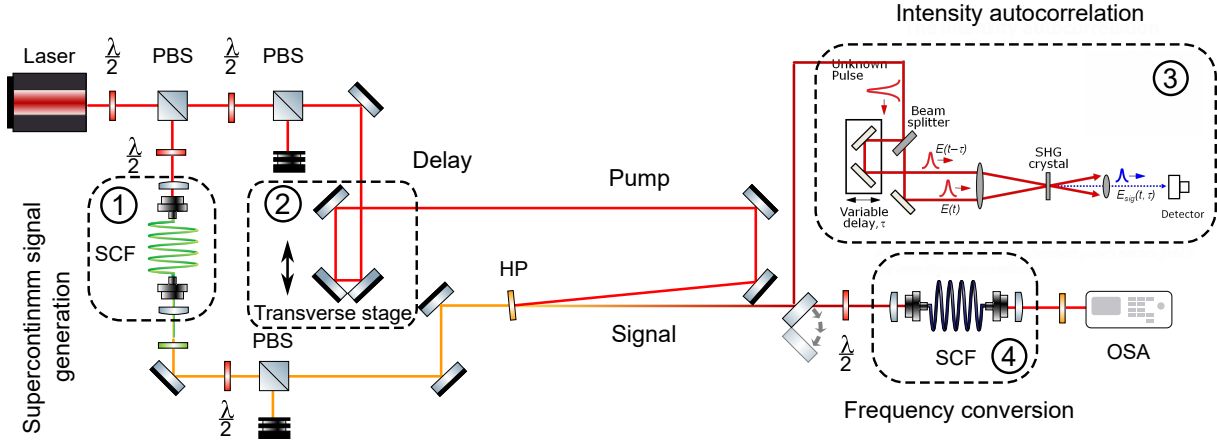 Intensity autocorrelation
Laser
λ/2
PBS
λ/2
PBS
3
Unknown
Pulse
Beam
splitter
E(t−τ)
SHG
crystal
λ/2
Delay
Pump
1
2
E(t)
Esig(t, τ)
Variable
delay, τ
Detector
SCF
HP
Transverse stage
Signal
PBS
λ/2
SCF
4
OSA
λ/2
Frequency conversion
Supercontinmm signal
generation